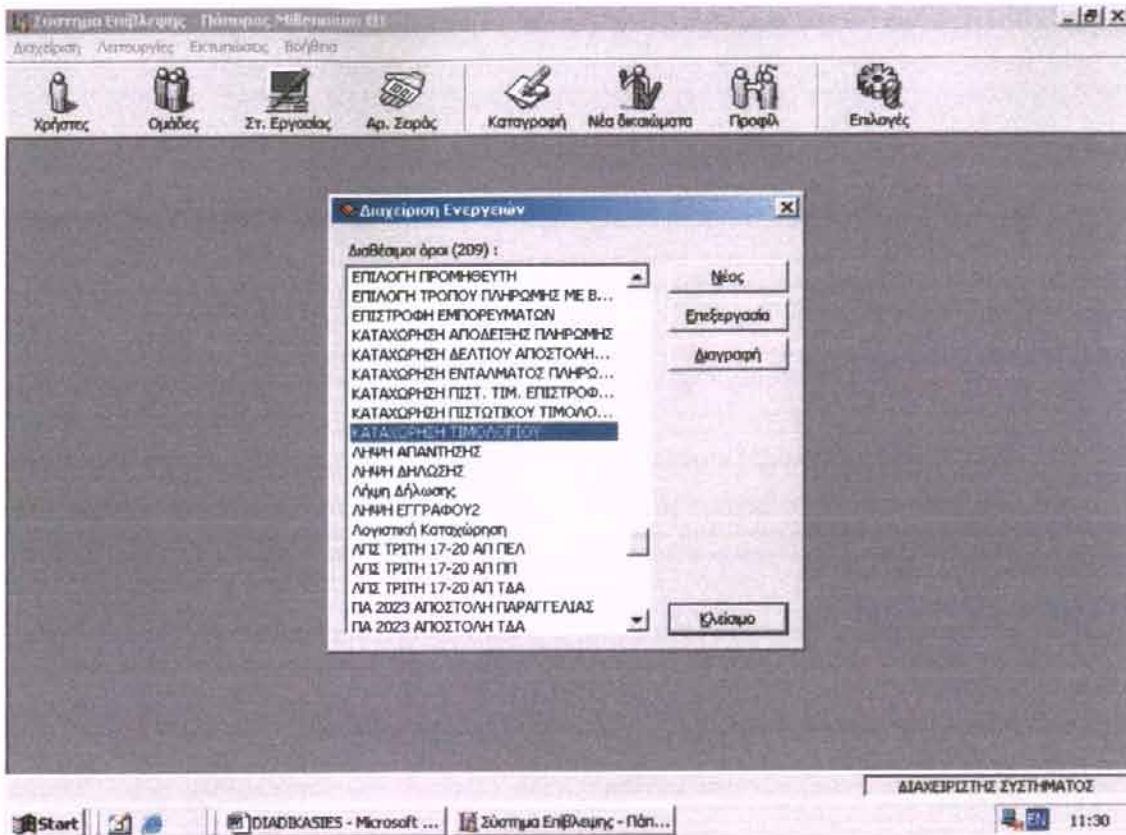 Σύστημα Επίβλεψης - Πάπυρος Millennium EU
Διαχείριση Λειτουργίες Εκτυπώσεις Βοήθεια
Χρήστες Ομάδες Στ. Εργασίας Αρ. Σειράς Καταγραφή Νέα δικαιώματα Προφίλ Επιλογές
Διαχείριση Ενεργειών
Διαθέσιμοι όροι (209) :
ΕΠΙΛΟΓΗ ΠΡΟΜΗΘΕΥΤΗ
ΕΠΙΛΟΓΗ ΤΡΟΠΟΥ ΠΛΗΡΩΜΗΣ ΜΕ Β...
ΕΠΙΣΤΡΟΦΗ ΕΜΠΟΡΕΥΜΑΤΩΝ
ΚΑΤΑΧΩΡΗΣΗ ΑΠΟΔΕΙΞΗΣ ΠΛΗΡΩΜΗΣ
ΚΑΤΑΧΩΡΗΣΗ ΔΕΛΤΙΟΥ ΑΠΟΣΤΟΛΗ...
ΚΑΤΑΧΩΡΗΣΗ ΕΝΤΑΛΜΑΤΟΣ ΠΛΗΡΩ...
ΚΑΤΑΧΩΡΗΣΗ ΠΙΣΤ. ΤΙΜ. ΕΠΙΣΤΡΟΦ...
ΚΑΤΑΧΩΡΗΣΗ ΠΙΣΤΩΤΙΚΟΥ ΤΙΜΟΛΟ...
ΚΑΤΑΧΩΡΗΣΗ ΤΙΜΟΛΟΓΙΟΥ
ΛΗΨΗ ΑΠΑΝΤΗΣΗΣ
ΛΗΨΗ ΔΗΛΩΣΗΣ
Λήψη Δήλωσης
ΛΗΨΗ ΕΓΓΡΑΦΟΥ2
Λογιστική Καταχώρηση
ΛΠΣ ΤΡΙΤΗ 17-20 ΑΠ ΠΕΛ
ΛΠΣ ΤΡΙΤΗ 17-20 ΑΠ ΠΠ
ΛΠΣ ΤΡΙΤΗ 17-20 ΑΠ ΤΔΑ
ΠΑ 2023 ΑΠΟΣΤΟΛΗ ΠΑΡΑΓΓΕΛΙΑΣ
ΠΑ 2023 ΑΠΟΣΤΟΛΗ ΤΔΑ
Νέος
Επεξεργασία
Διαγραφή
Κλείσιμο
ΔΙΑΧΕΙΡΙΣΤΗΣ ΣΥΣΤΗΜΑΤΟΣ
Start DIADIKASIES - Microsoft ... Σύστημα Επίβλεψης - Πάπ... EN 11:30